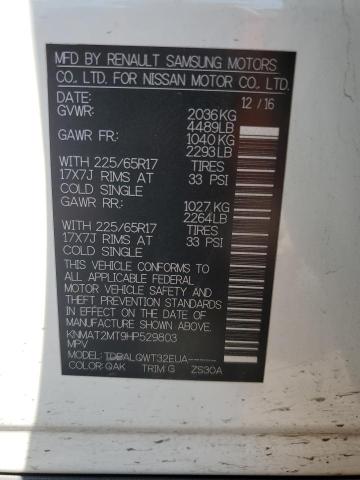 MFD BY RENAULT SAMSUNG MOTORS
CO., LTD. FOR NISSAN MOTOR CO., LTD.
DATE: 12/16
GVWR: 2036KG
4489LB
GAWR FR: 1040KG
2293LB
WITH 225/65R17 TIRES
17X7J RIMS AT 33 PSI
COLD SINGLE
GAWR RR: 1027KG
2264LB
WITH 225/65R17 TIRES
17X7J RIMS AT 33 PSI
COLD SINGLE
THIS VEHICLE CONFORMS TO
ALL APPLICABLE FEDERAL
MOTOR VEHICLE SAFETY AND
THEFT PREVENTION STANDARDS
IN EFFECT ON THE DATE OF
MANUFACTURE SHOWN ABOVE.
KNMAT2MT9HP529803
MPV
MODEL:
COLOR: QAK TRIM G ZS30A